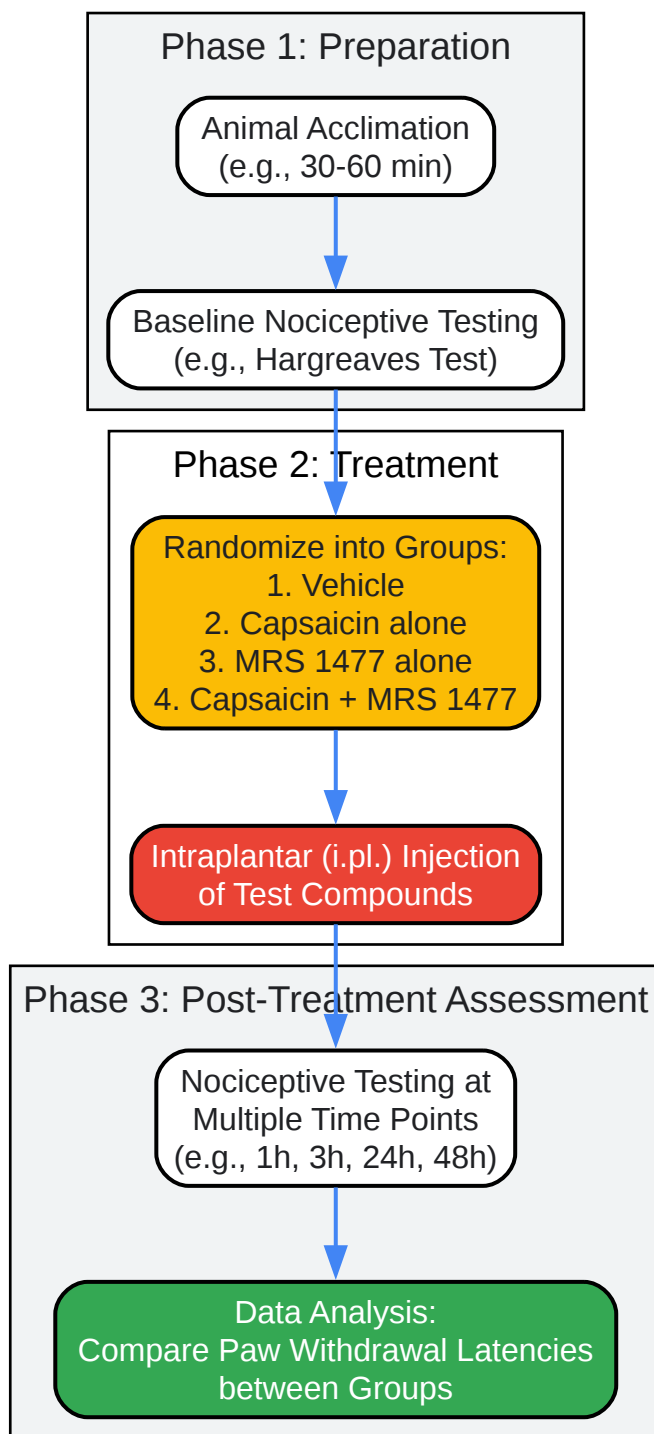 Phase 1: Preparation
Animal Acclimation
(e.g., 30-60 min)
Baseline Nociceptive Testing
(e.g., Hargreaves Test)
Phase 2: Treatment
Randomize into Groups:
1. Vehicle
2. Capsaicin alone
3. MRS 1477 alone
4. Capsaicin + MRS 1477
Intraplantar (i.pl.) Injection
of Test Compounds
Phase 3: Post-Treatment Assessment
Nociceptive Testing at
Multiple Time Points
(e.g., 1h, 3h, 24h, 48h)
Data Analysis:
Compare Paw Withdrawal Latencies
between Groups